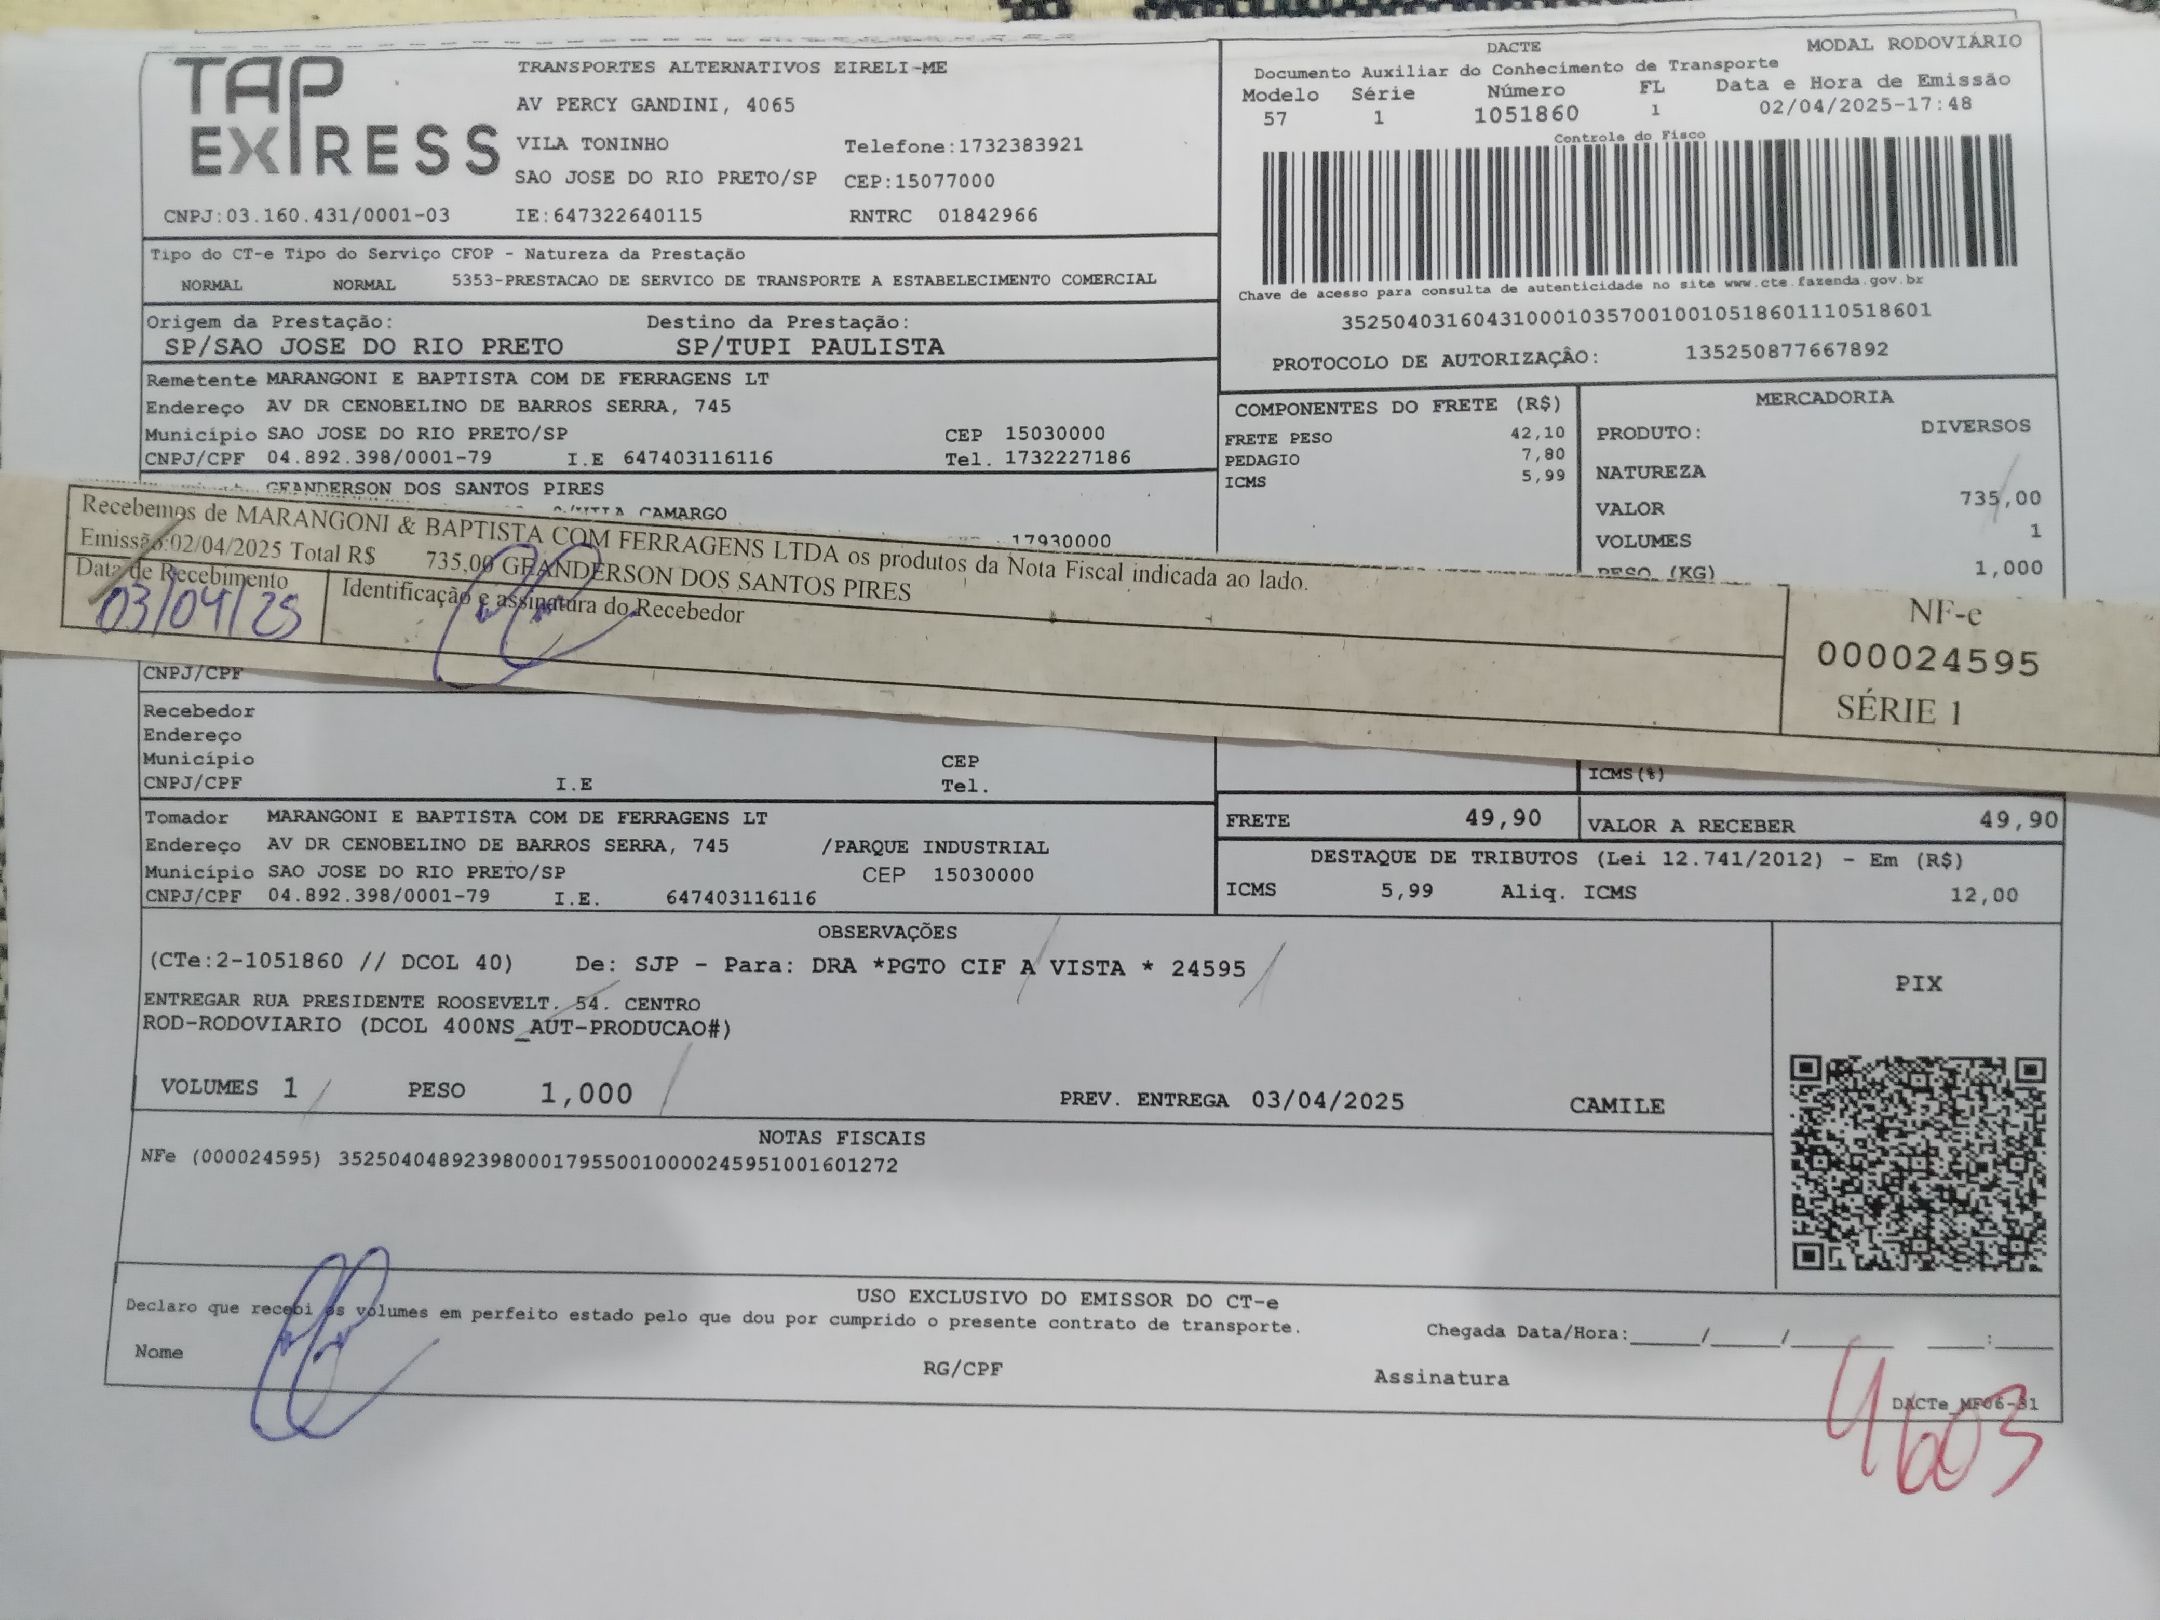 TAP EXPRESS
TRANSPORTES ALTERNATIVOS EIRELI-ME
AV PERCY GANDINI, 4065
VILA TONINHO Telefone:1732383921
SAO JOSE DO RIO PRETO/SP CEP:15077000
CNPJ:03.160.431/0001-03 IE:647322640115 RNTRC 01842966
DACTE MODAL RODOVIÁRIO
Documento Auxiliar do Conhecimento de Transporte
Modelo Série Número FL Data e Hora de Emissão
57 1 1051860 1 02/04/2025-17:48
Controle do Fisco
Chave de acesso para consulta de autenticidade no site www.cte.fazenda.gov.br
35250403160431000103570010010518601110518601
PROTOCOLO DE AUTORIZAÇÂO: 135250877667892
Tipo do CT-e Tipo do Serviço CFOP - Natureza da Prestação
NORMAL NORMAL 5353-PRESTACAO DE SERVICO DE TRANSPORTE A ESTABELECIMENTO COMERCIAL
Origem da Prestação: Destino da Prestação:
SP/SAO JOSE DO RIO PRETO SP/TUPI PAULISTA
Remetente MARANGONI E BAPTISTA COM DE FERRAGENS LT
Endereço AV DR CENOBELINO DE BARROS SERRA, 745
Município SAO JOSE DO RIO PRETO/SP CEP 15030000
CNPJ/CPF 04.892.398/0001-79 I.E 647403116116 Tel. 1732227186
GEANDERSON DOS SANTOS PIRES
CAMARGO
17930000
COMPONENTES DO FRETE (R$)
FRETE PESO 42,10
PEDAGIO 7,80
ICMS 5,99
MERCADORIA
PRODUTO: DIVERSOS
NATUREZA
VALOR 735,00
VOLUMES 1
PESO (KG) 1,000
Recebemos de MARANGONI & BAPTISTA COM FERRAGENS LTDA os produtos da Nota Fiscal indicada ao lado.
Emissão:02/04/2025 Total R$ 735,00 GEANDERSON DOS SANTOS PIRES
Data de Recebimento Identificação e assinatura do Recebedor
03/04/25
NF-e
000024595
SÉRIE 1
CNPJ/CPF
Recebedor
Endereço
Município CEP
CNPJ/CPF I.E Tel.
ICMS(%)
Tomador MARANGONI E BAPTISTA COM DE FERRAGENS LT
Endereço AV DR CENOBELINO DE BARROS SERRA, 745 /PARQUE INDUSTRIAL
Município SAO JOSE DO RIO PRETO/SP CEP 15030000
CNPJ/CPF 04.892.398/0001-79 I.E. 647403116116
FRETE 49,90 VALOR A RECEBER 49,90
DESTAQUE DE TRIBUTOS (Lei 12.741/2012) - Em (R$)
ICMS 5,99 Aliq. ICMS 12,00
OBSERVAÇÕES
(CTe:2-1051860 // DCOL 40) De: SJP - Para: DRA *PGTO CIF A VISTA * 24595
ENTREGAR RUA PRESIDENTE ROOSEVELT. 54. CENTRO
ROD-RODOVIARIO (DCOL 400NS_AUT-PRODUCAO#)
VOLUMES 1 PESO 1,000 PREV. ENTREGA 03/04/2025 CAMILE
PIX
NOTAS FISCAIS
NFe (000024595) 35250404892398000179550010000245951001601272
USO EXCLUSIVO DO EMISSOR DO CT-e
Declaro que recebi os volumes em perfeito estado pelo que dou por cumprido o presente contrato de transporte.
Chegada Data/Hora:_____/_____/_______ ____:____
Nome RG/CPF Assinatura
DACTe_MF06-31
4603